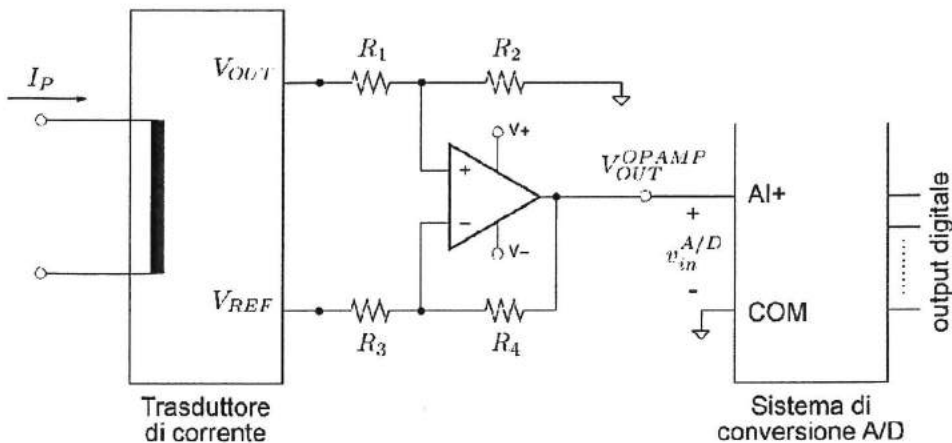 I_P
V_OUT
R_1
R_2
V+
+
−
V−
V_OUT^OPAMP
AI+
+
v_in^A/D
-
COM
V_REF
R_3
R_4
output digitale
Trasduttore
di corrente
Sistema di
conversione A/D